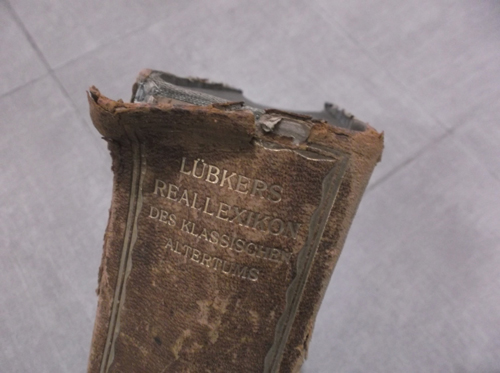 LÜBKERS
REALLEXIKON
DES KLASSISCHEN
ALTERTUMS